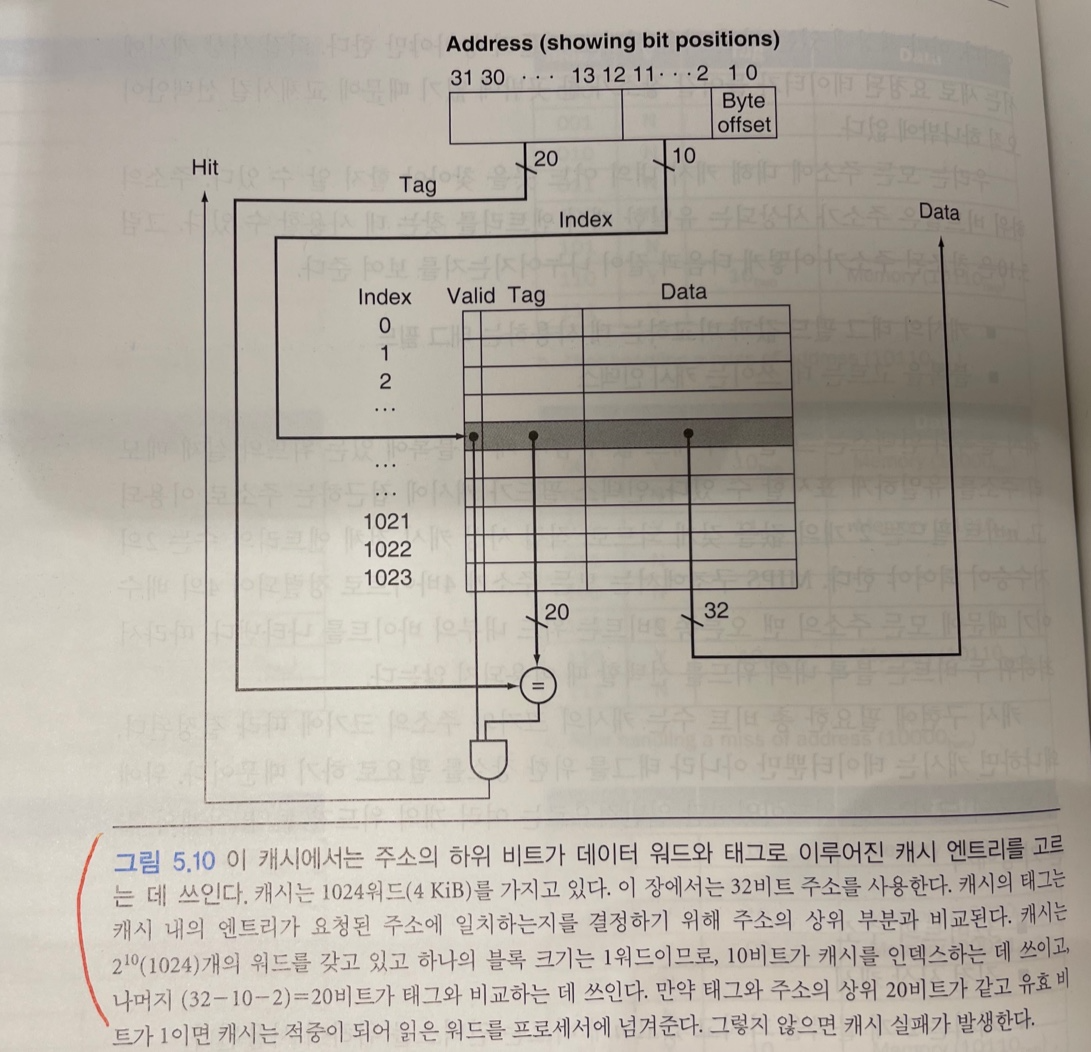 Address (showing bit positions)
31 30 · · · 13 12 11 · · · 2 1 0
Byte
offset
20
10
Hit
Tag
Index
Data
Index Valid Tag Data
0
1
2
...
...
...
1021
1022
1023
20
32
=
그림 5.10 이 캐시에서는 주소의 하위 비트가 데이터 워드와 태그로 이루어진 캐시 엔트리를 고르
는 데 쓰인다. 캐시는 1024워드(4 KiB)를 가지고 있다. 이 장에서는 32비트 주소를 사용한다. 캐시의 태그는
캐시 내의 엔트리가 요청된 주소에 일치하는지를 결정하기 위해 주소의 상위 부분과 비교된다. 캐시는
2¹⁰(1024)개의 워드를 갖고 있고 하나의 블록 크기는 1워드이므로, 10비트가 캐시를 인덱스하는 데 쓰이고,
나머지 (32−10−2)=20비트가 태그와 비교하는 데 쓰인다. 만약 태그와 주소의 상위 20비트가 같고 유효 비
트가 1이면 캐시는 적중이 되어 읽은 워드를 프로세서에 넘겨준다. 그렇지 않으면 캐시 실패가 발생한다.